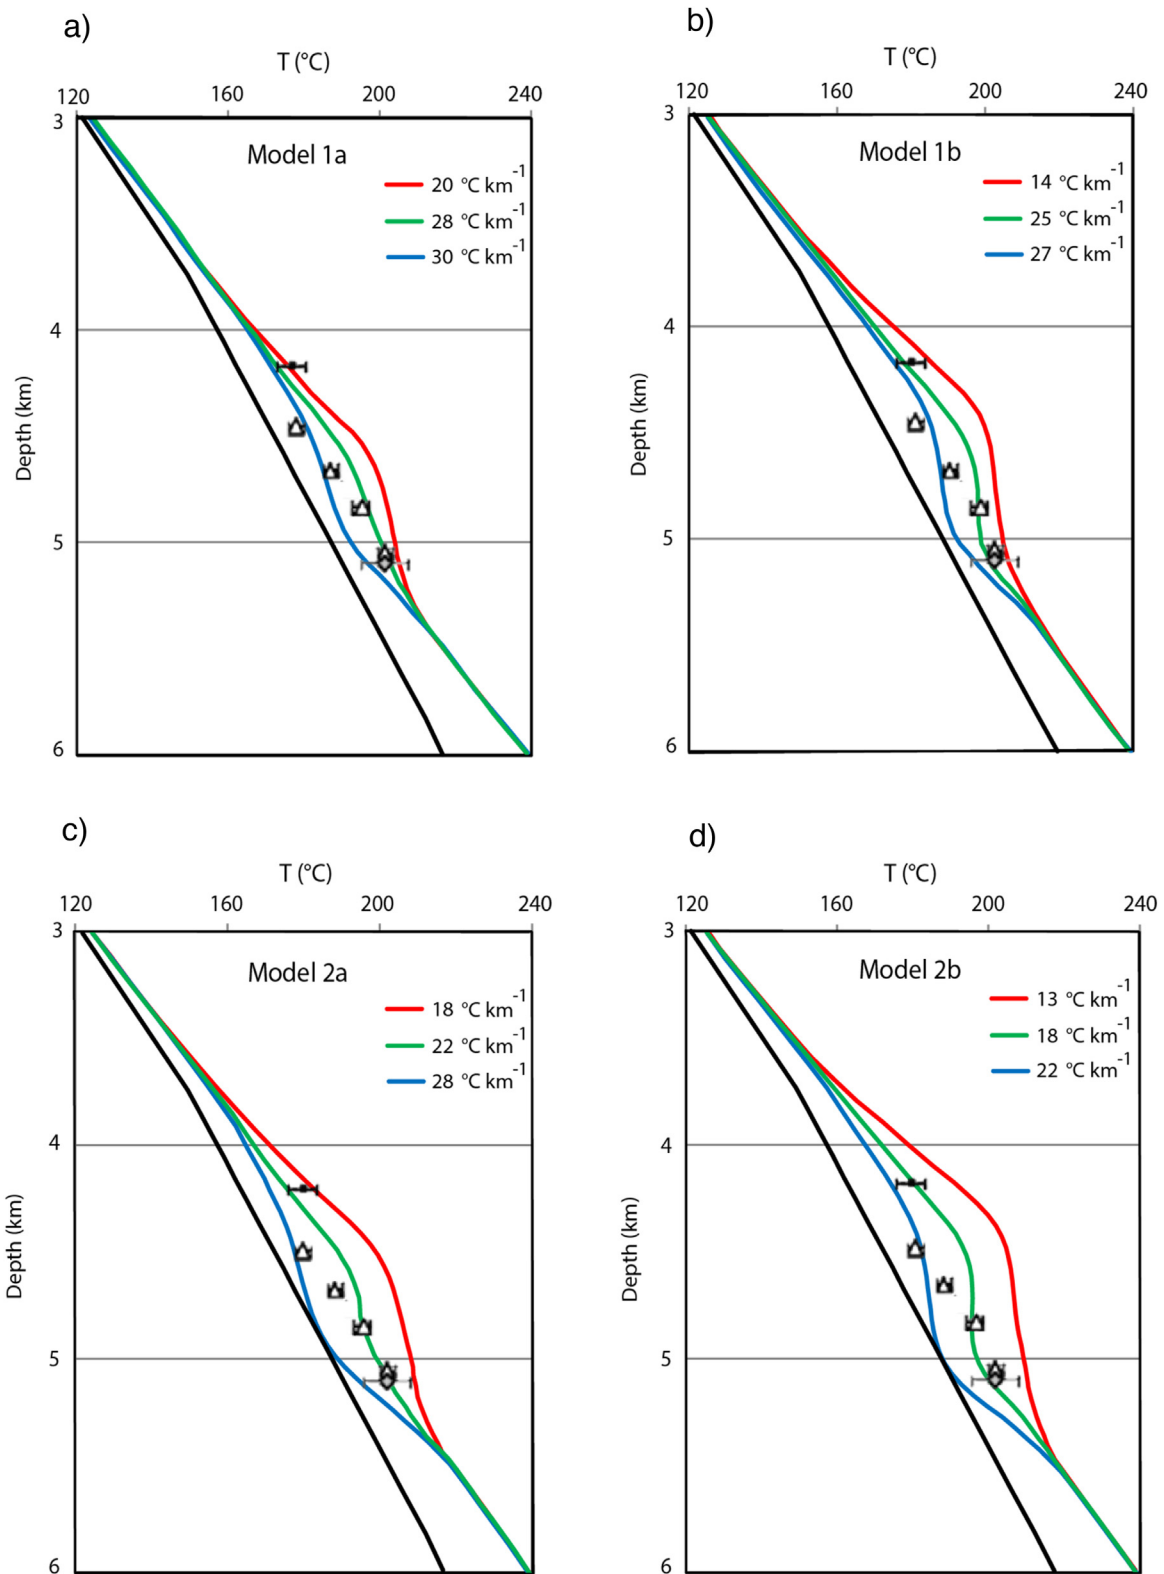 a)
T (°C)
120 160 200 240
3
Model 1a
20 °C km-1
28 °C km-1
30 °C km-1
4
Depth (km)
5
6
b)
T (°C)
120 160 200 240
3
Model 1b
14 °C km-1
25 °C km-1
27 °C km-1
4
Depth (km)
5
6
c)
T (°C)
120 160 200 240
3
Model 2a
18 °C km-1
22 °C km-1
28 °C km-1
4
Depth (km)
5
6
d)
T (°C)
120 160 200 240
3
Model 2b
13 °C km-1
18 °C km-1
22 °C km-1
4
Depth (km)
5
6